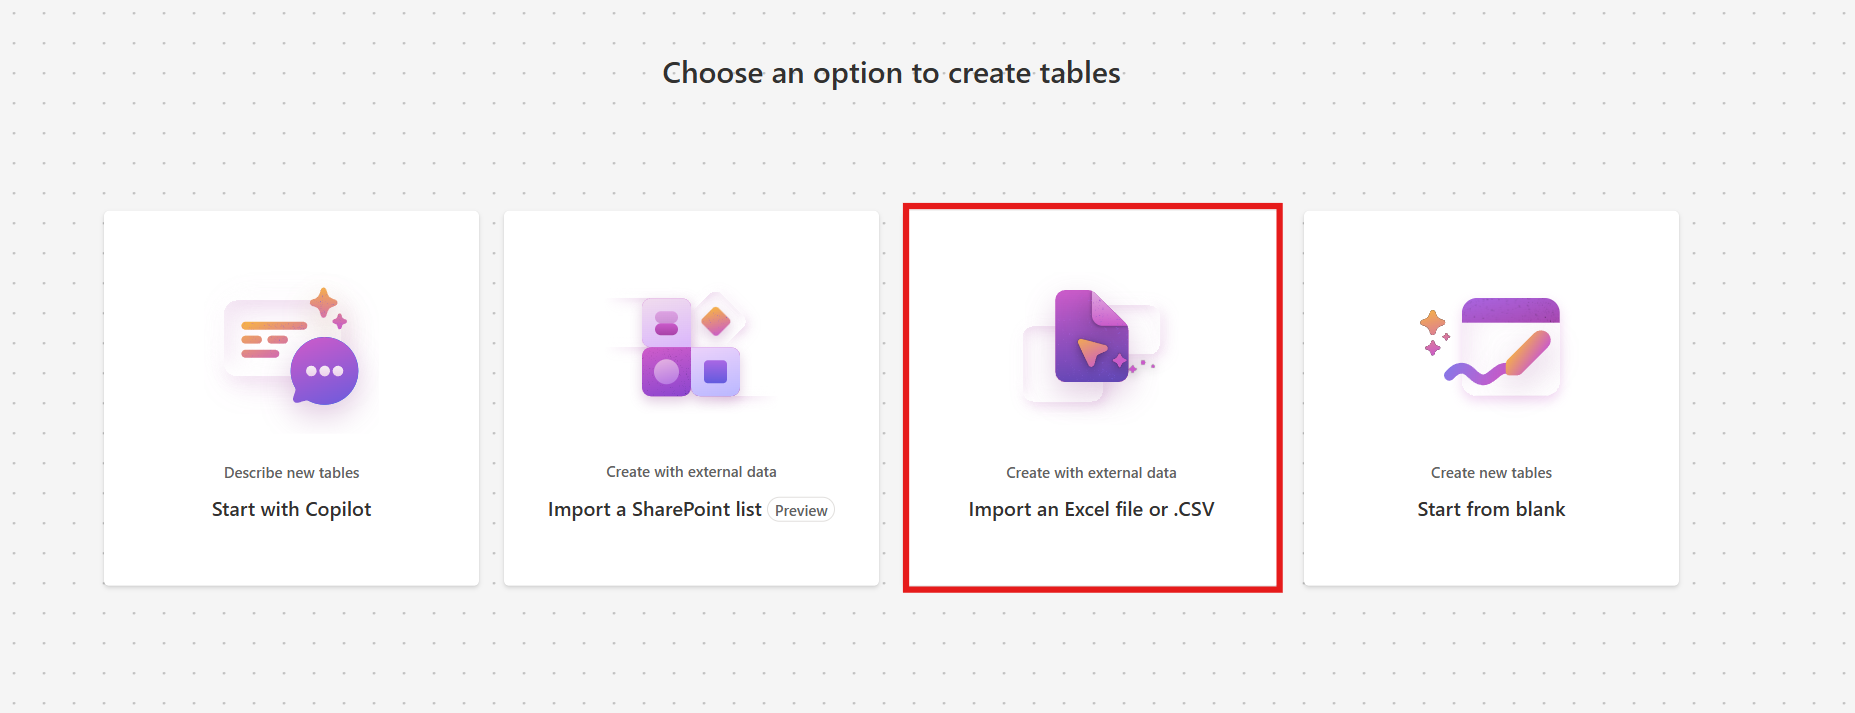 Choose an option to create tables
Describe new tables
Start with Copilot
Create with external data
Import a SharePoint list Preview
Create with external data
Import an Excel file or .CSV
Create new tables
Start from blank